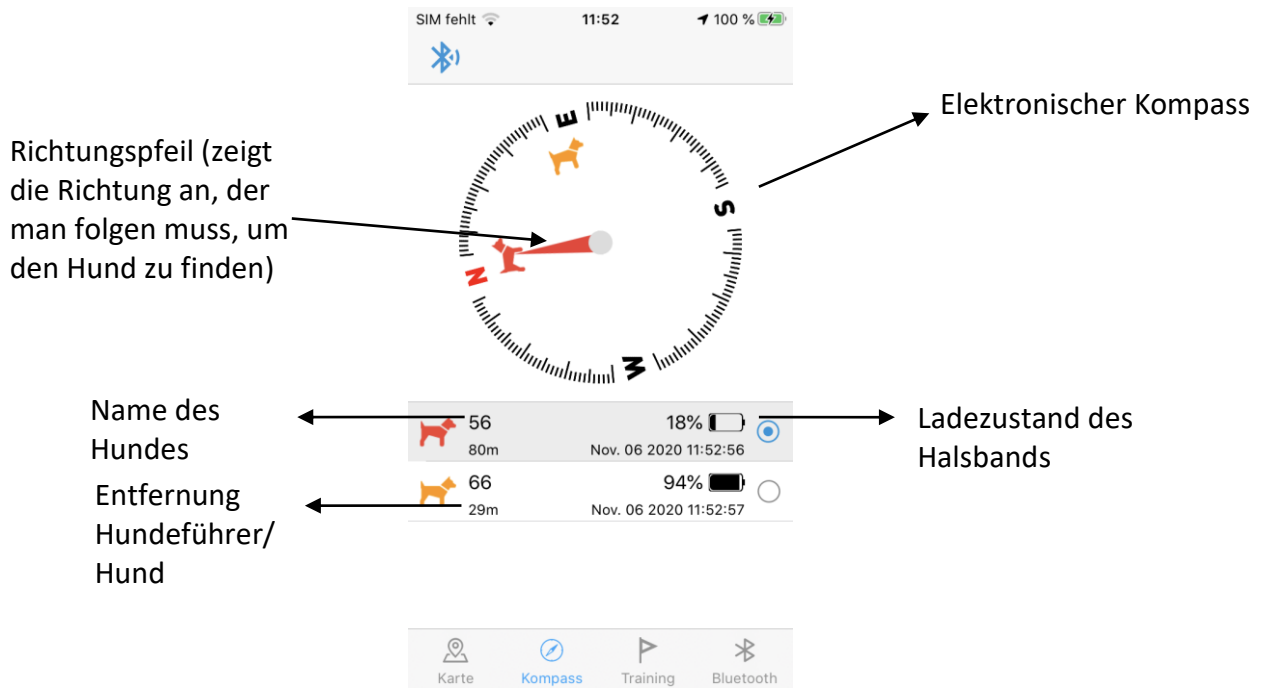 SIM fehlt 11:52 100 %
Elektronischer Kompass
Richtungspfeil (zeigt
die Richtung an, der
man folgen muss, um
den Hund zu finden)
E
S
N
W
Name des
Hundes
56 18%
80m Nov. 06 2020 11:52:56
Ladezustand des
Halsbands
Entfernung
Hundeführer/
Hund
66 94%
29m Nov. 06 2020 11:52:57
Karte Kompass Training Bluetooth